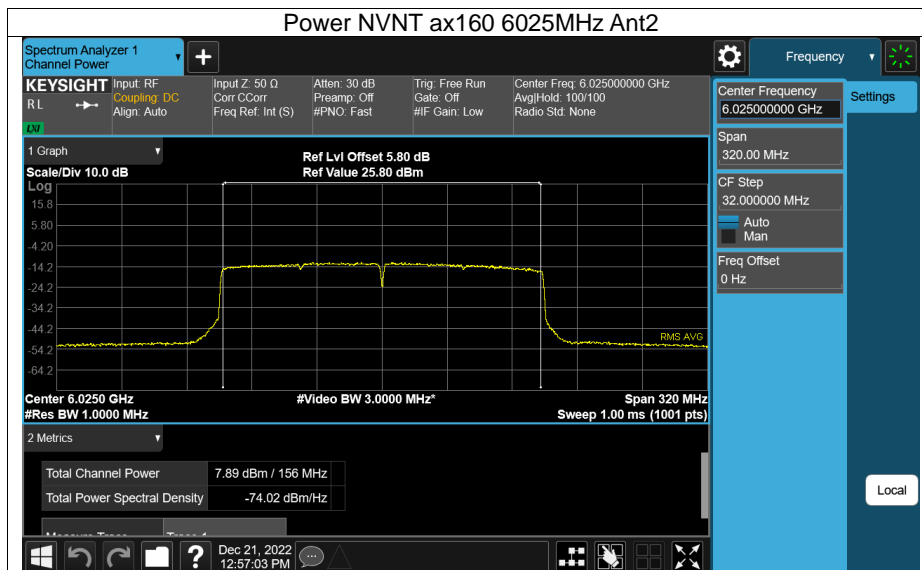 Power NVNT ax160 6025MHz Ant2
Spectrum Analyzer 1
Channel Power
Frequency
KEYSIGHT
RL
LXI
Input: RF
Coupling: DC
Align: Auto
Input Z: 50 Ω
Corr CCorr
Freq Ref: Int (S)
Atten: 30 dB
Preamp: Off
#PNO: Fast
Trig: Free Run
Gate: Off
#IF Gain: Low
Center Freq: 6.025000000 GHz
Avg|Hold: 100/100
Radio Std: None
Center Frequency
6.025000000 GHz
Settings
Span
320.00 MHz
CF Step
32.000000 MHz
Auto
Man
Freq Offset
0 Hz
1 Graph
Scale/Div 10.0 dB
Ref Lvl Offset 5.80 dB
Ref Value 25.80 dBm
Log
15.8
5.80
-4.20
-14.2
-24.2
-34.2
-44.2
-54.2
-64.2
RMS AVG
Center 6.0250 GHz
#Video BW 3.0000 MHz*
Span 320 MHz
#Res BW 1.0000 MHz
Sweep 1.00 ms (1001 pts)
2 Metrics
Total Channel Power 7.89 dBm / 156 MHz
Total Power Spectral Density -74.02 dBm/Hz
Local
?
Dec 21, 2022
12:57:03 PM